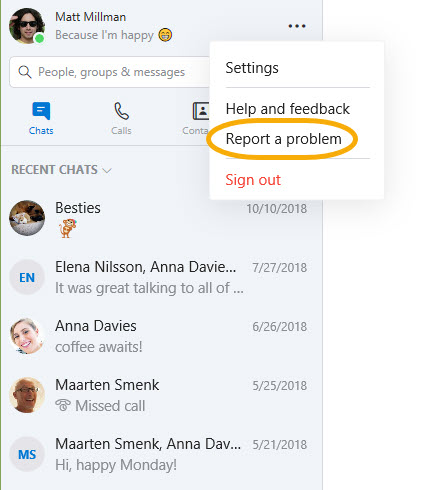 Matt Millman
Because I'm happy 😁
Settings
People, groups & messages
Help and feedback
Chats
Calls
Conta
Report a problem
Sign out
RECENT CHATS
Besties
10/10/2018
EN
Elena Nilsson, Anna Davie...
7/27/2018
It was great talking to all of ...
Anna Davies
6/26/2018
coffee awaits!
Maarten Smenk
5/25/2018
Missed call
MS
Maarten Smenk, Anna Dav...
5/21/2018
Hi, happy Monday!